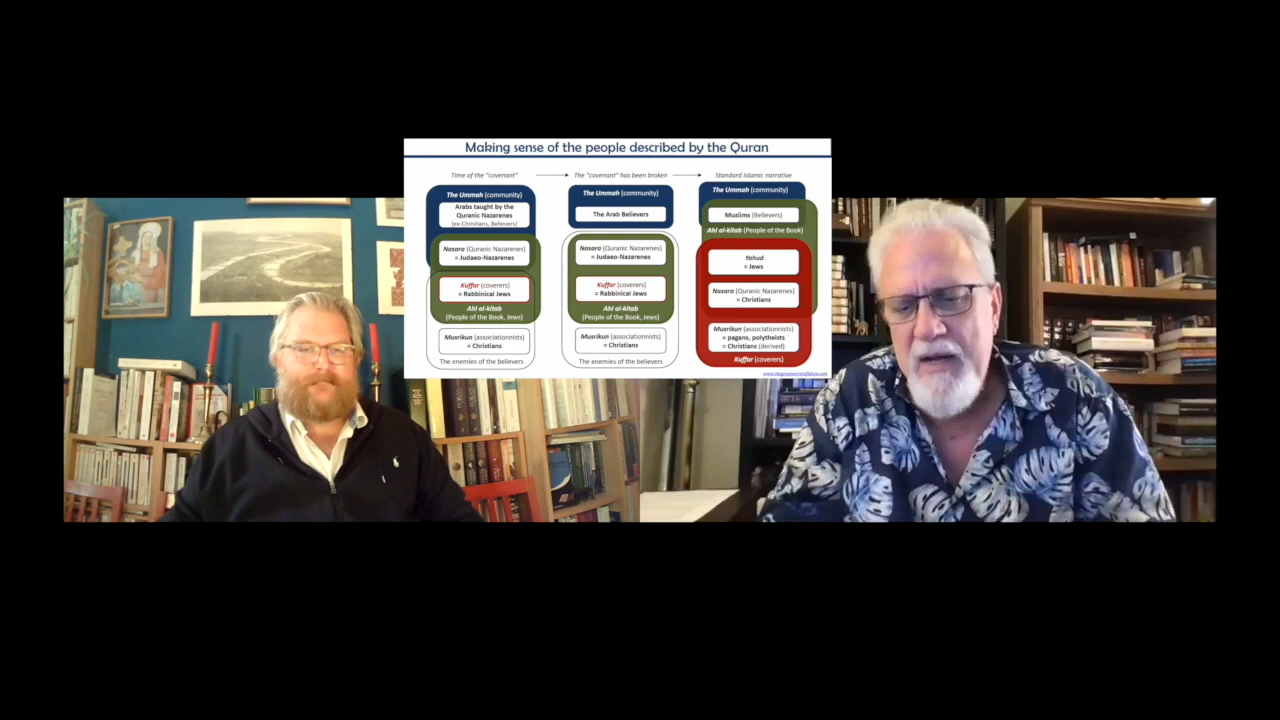 Making sense of the people described by the Quran
Time of the "covenant"
The "covenant" has been broken
Standard Islamic narrative
The Ummah (community)
Arabs taught by the
Quranic Nazarenes
(ex-Christians, Believers)
Nasara (Quranic Nazarenes)
= Judaeo-Nazarenes
Kuffar (coverers)
= Rabbinical Jews
Ahl al-kitab
(People of the Book, Jews)
Musrikun (associationnists)
= Christians
The enemies of the believers
The Ummah (community)
The Arab Believers
Nasara (Quranic Nazarenes)
= Judaeo-Nazarenes
Kuffar (coverers)
= Rabbinical Jews
Ahl al-kitab
(People of the Book, Jews)
Musrikun (associationnists)
= Christians
The enemies of the believers
The Ummah (community)
Muslims (Believers)
Ahl al-kitab (People of the Book)
Yahud
= Jews
Nasara (Quranic Nazarenes)
= Christians
Musrikun (associationnists)
= pagans, polytheists
= Christians (derived)
Kuffar (coverers)
www.thegreatsecretofislam.com